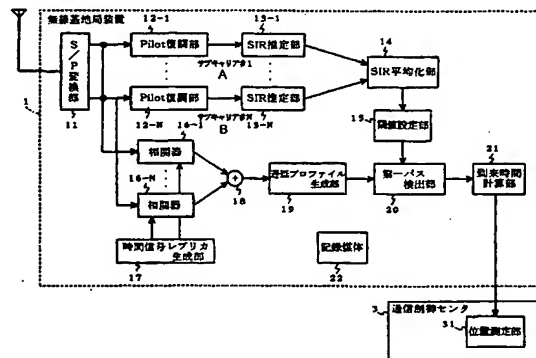 無線基地局装置
12-1
13-1
S/P変換部
11
Pilot復調部
SIR推定部
14
サブキャリア#1
A
SIR平均化部
Pilot復調部
SIR推定部
15
サブキャリア#N
B
12-N
13-N
閾値設定部
16-1
1
相関器
21
16-N
相関器
+
18
遅延プロファイル生成部
19
第一パス検出部
20
到来時間計算部
時間信号レプリカ生成部
17
記録媒体
22
3
通信制御センタ
31
位置測定部